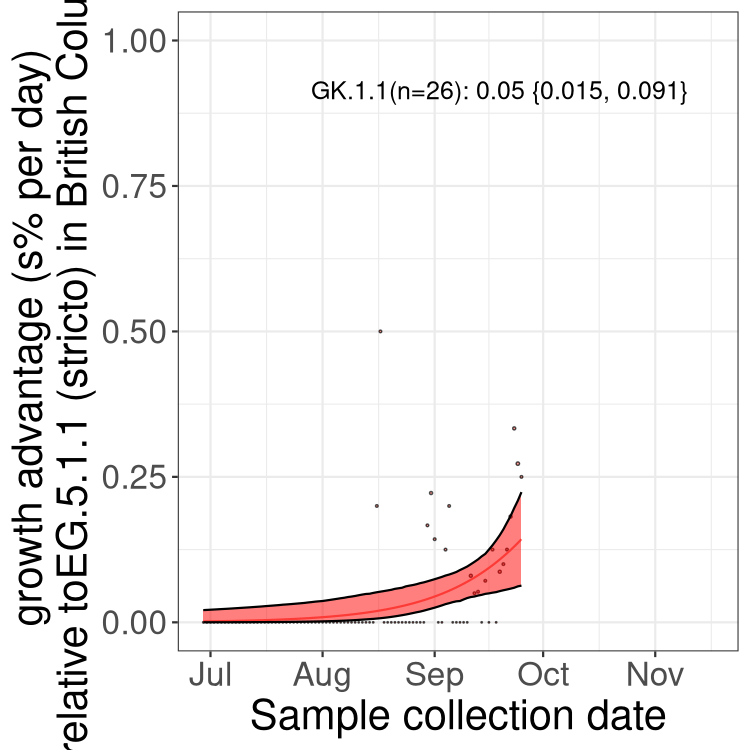 growth advantage (s% per day)
relative toEG.5.1.1 (stricto) in British Colu
1.00
0.75
0.50
0.25
0.00
GK.1.1(n=26): 0.05 {0.015, 0.091}
Jul Aug Sep Oct Nov
Sample collection date